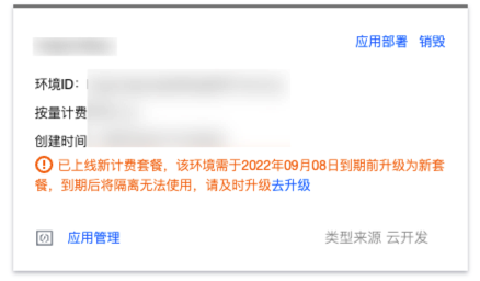 应用部署 销毁
环境ID：
按量计费
创建时间
已上线新计费套餐，该环境需于2022年09月08日到期前升级为新套
餐，到期后将隔离无法使用，请及时升级去升级
应用管理
类型来源 云开发